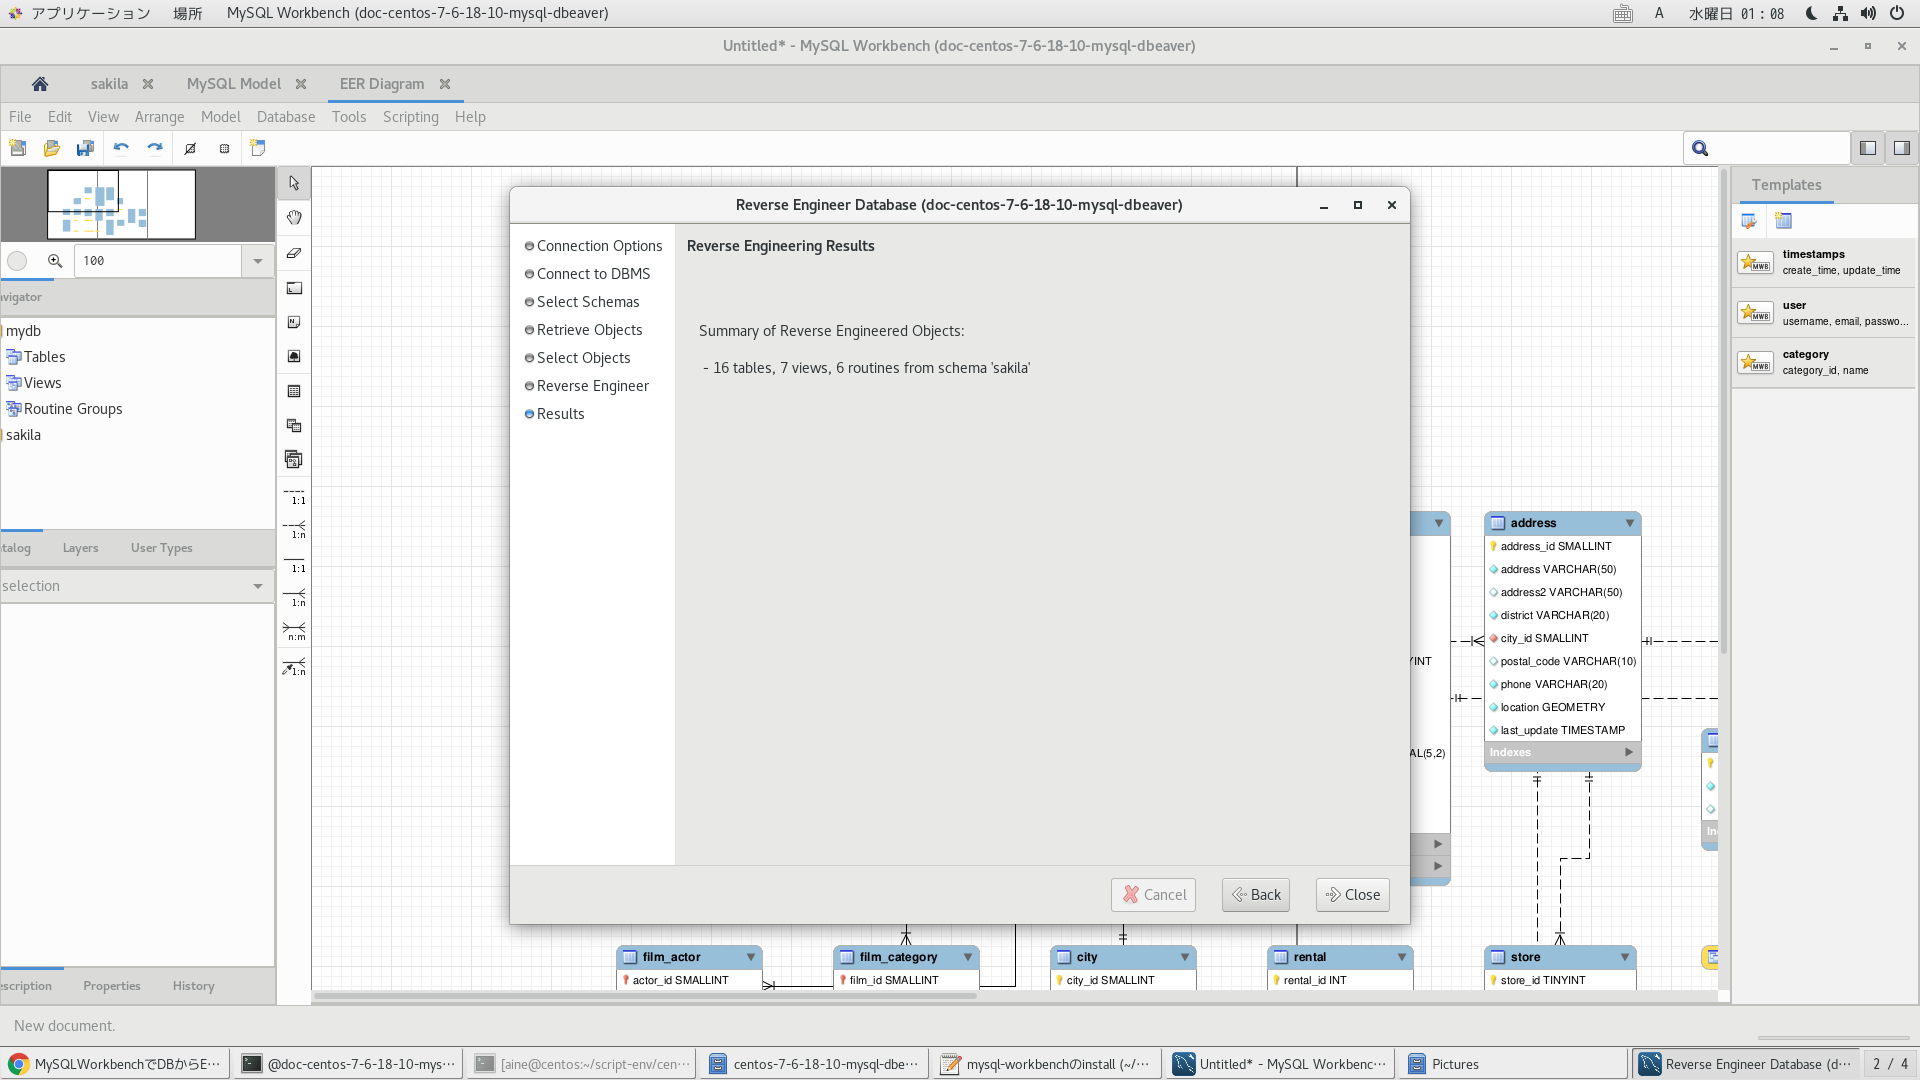 アプリケーション 場所 MySQL Workbench (doc-centos-7-6-18-10-mysql-dbeaver) A 水曜日 01：08
Untitled* - MySQL Workbench (doc-centos-7-6-18-10-mysql-dbeaver)
sakila MySQL Model EER Diagram
File Edit View Arrange Model Database Tools Scripting Help
100
avigator
mydb
Tables
Views
Routine Groups
sakila
atalog Layers User Types
selection
escription Properties History
1:1
1:n
1:1
1:n
n:m
1:n
Reverse Engineer Database (doc-centos-7-6-18-10-mysql-dbeaver)
Connection Options
Connect to DBMS
Select Schemas
Retrieve Objects
Select Objects
Reverse Engineer
Results
Reverse Engineering Results
Summary of Reverse Engineered Objects:
- 16 tables, 7 views, 6 routines from schema 'sakila'
Cancel Back Close
YINT
AL(5,2)
address
address_id SMALLINT
address VARCHAR(50)
address2 VARCHAR(50)
district VARCHAR(20)
city_id SMALLINT
postal_code VARCHAR(10)
phone VARCHAR(20)
location GEOMETRY
last_update TIMESTAMP
Indexes
In
film_actor
actor_id SMALLINT
film_category
film_id SMALLINT
city
city_id SMALLINT
rental
rental_id INT
store
store_id TINYINT
Templates
timestamps
create_time, update_time
user
username, email, passwo...
category
category_id, name
New document.
MySQLWorkbenchでDBからE… @doc-centos-7-6-18-10-mys… [aine@centos:~/script-env/cen… centos-7-6-18-10-mysql-dbe… mysql-workbenchのinstall (~/… Untitled* - MySQL Workbenc… Pictures Reverse Engineer Database (d… 2 / 4